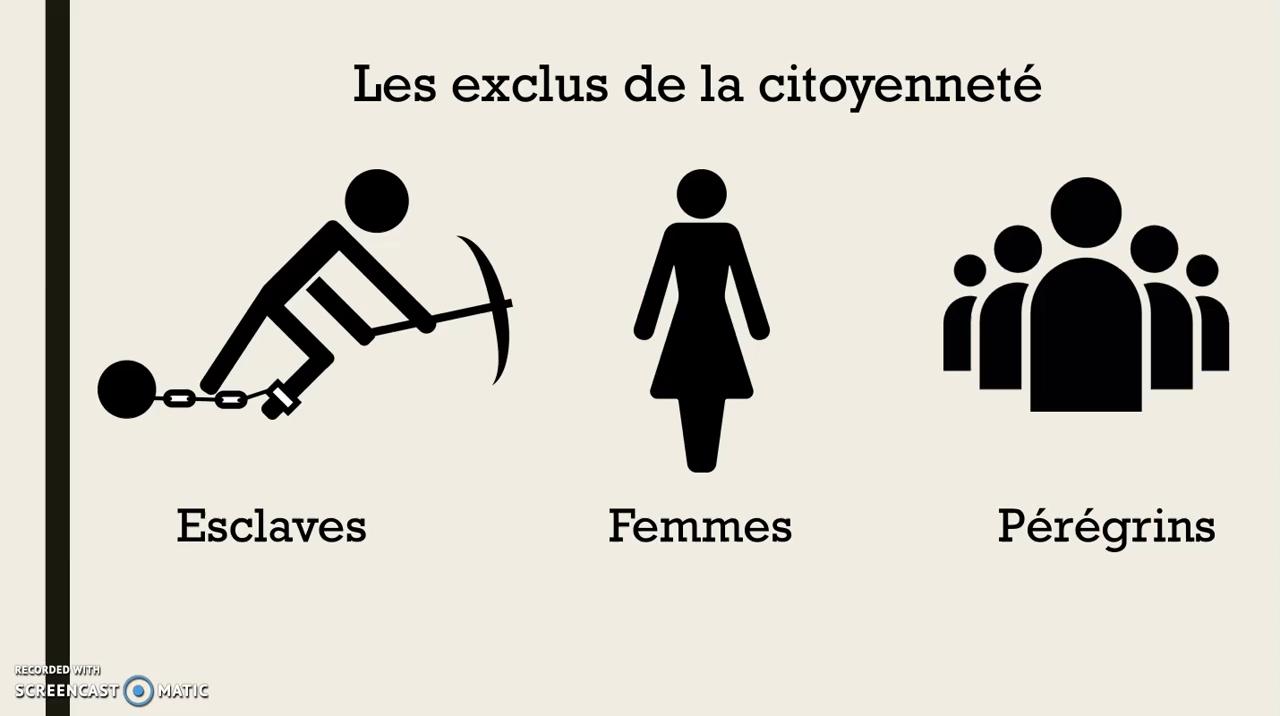 Les exclus de la citoyenneté
Esclaves
Femmes
Pérégrins
RECORDED WITH
SCREENCAST MATIC